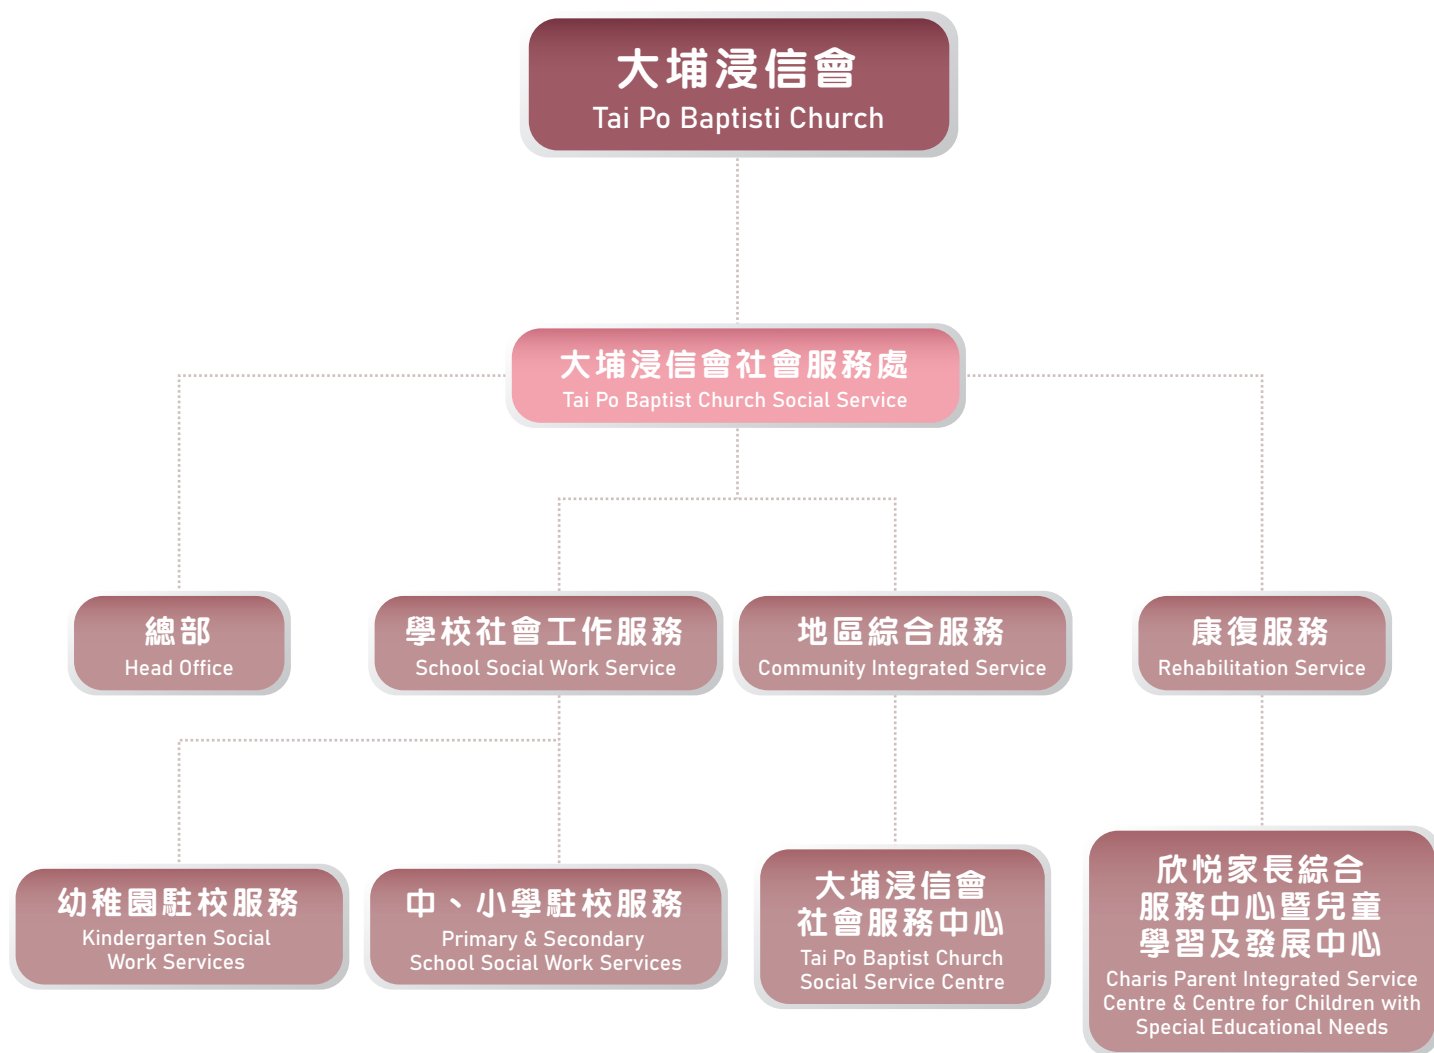 大埔浸信會
Tai Po Baptisti Church
大埔浸信會社會服務處
Tai Po Baptist Church Social Service
總部
Head Office
學校社會工作服務
School Social Work Service
地區綜合服務
Community Integrated Service
康復服務
Rehabilitation Service
幼稚園駐校服務
Kindergarten Social
Work Services
中、小學駐校服務
Primary & Secondary
School Social Work Services
大埔浸信會
社會服務中心
Tai Po Baptist Church
Social Service Centre
欣悦家長綜合
服務中心暨兒童
學習及發展中心
Charis Parent Integrated Service
Centre & Centre for Children with
Special Educational Needs